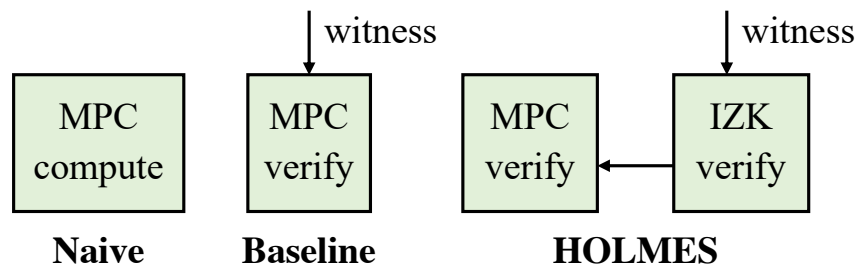 witness
witness
MPC
compute
MPC
verify
MPC
verify
IZK
verify
Naive
Baseline
HOLMES